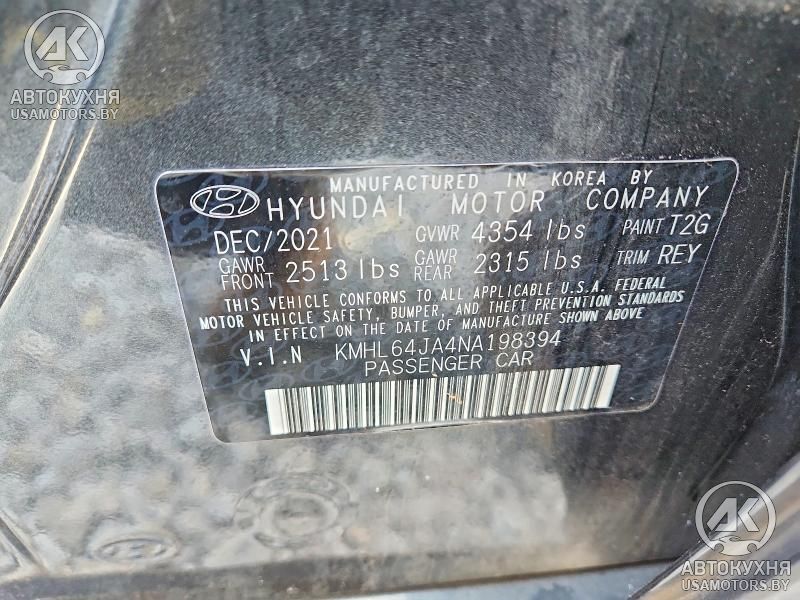 AK
АВТОКУХНЯ
USAMOTORS.BY
MANUFACTURED IN KOREA BY
HYUNDAI MOTOR COMPANY
DEC/2021 GVWR 4354 lbs PAINT T2G
GAWR FRONT 2513 lbs GAWR REAR 2315 lbs TRIM REY
THIS VEHICLE CONFORMS TO ALL APPLICABLE U.S.A. FEDERAL
MOTOR VEHICLE SAFETY, BUMPER, AND THEFT PREVENTION STANDARDS
IN EFFECT ON THE DATE OF MANUFACTURE SHOWN ABOVE
V.I.N KMHL64JA4NA198394
PASSENGER CAR
AK
АВТОКУХНЯ
USAMOTORS.BY